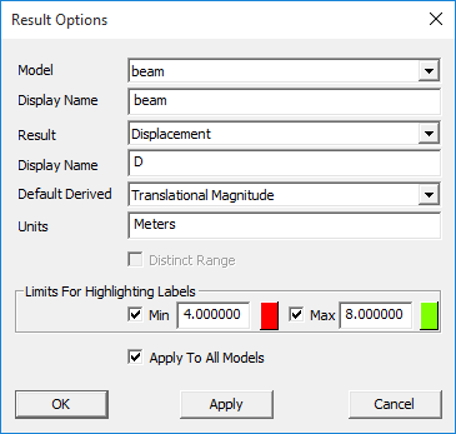 Result Options
Model beam
Display Name beam
Result Displacement
Display Name D
Default Derived Translational Magnitude
Units Meters
Distinct Range
Limits For Highlighting Labels
Min 4.000000 Max 8.000000
Apply To All Models
OK Apply Cancel